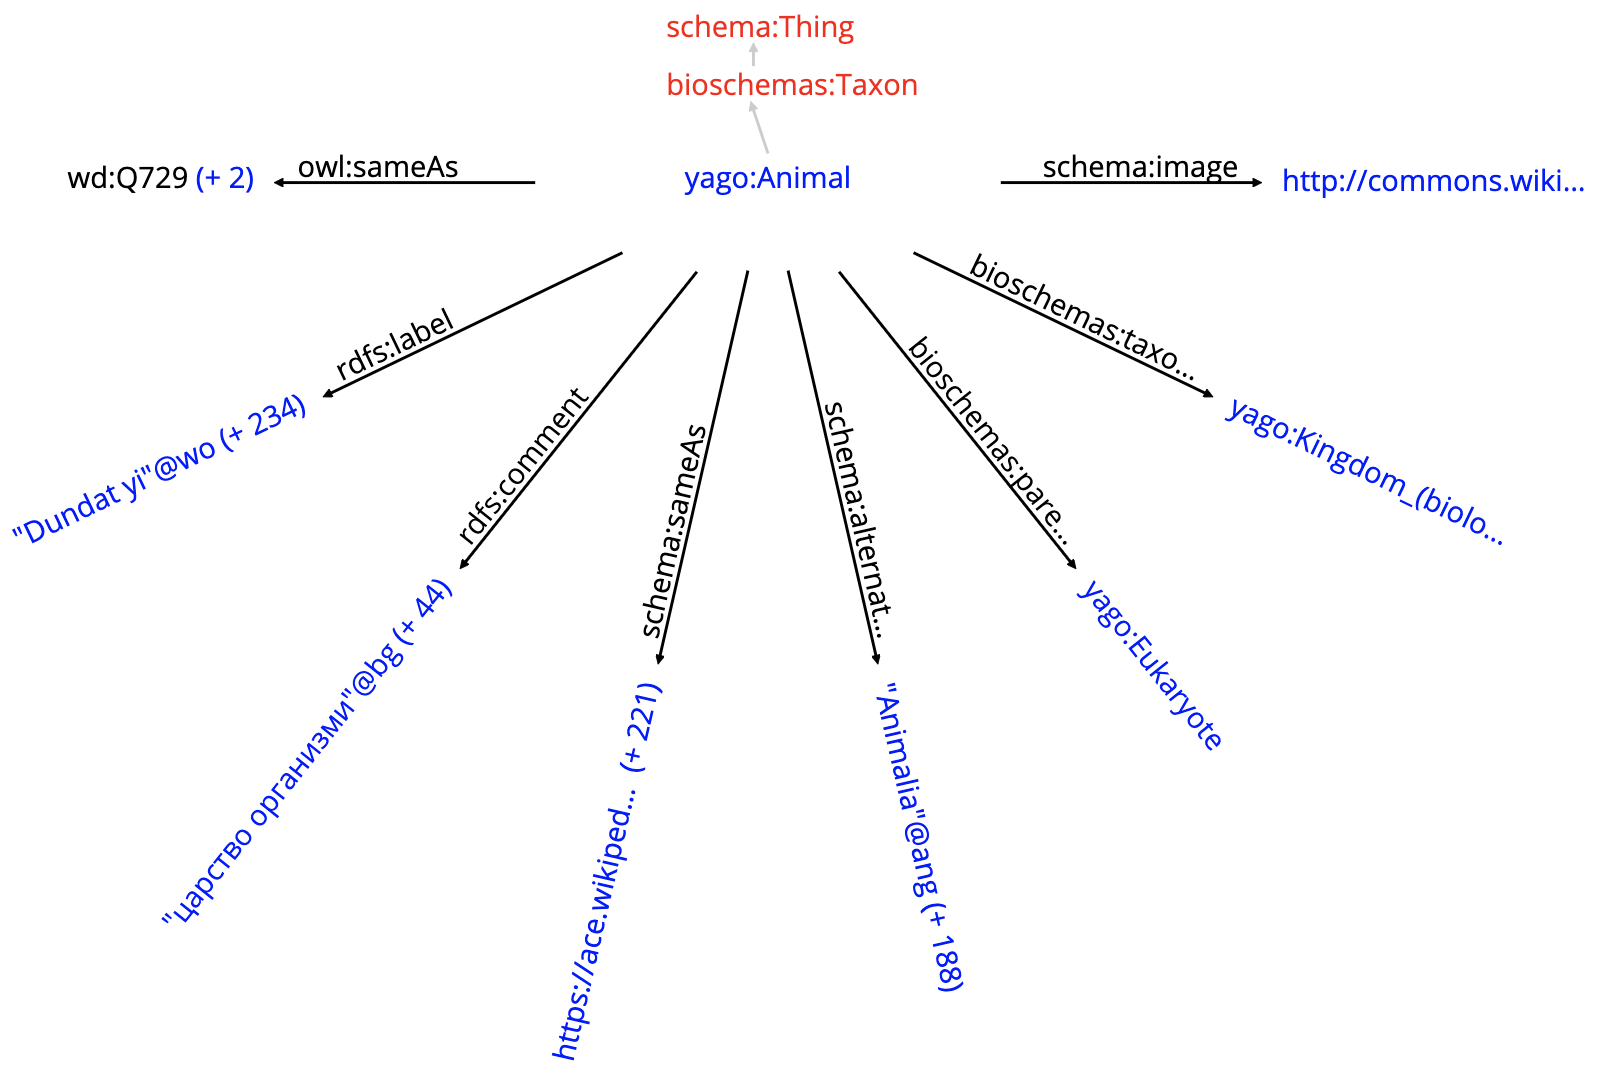 schema:Thing
bioschemas:Taxon
yago:Animal
wd:Q729 (+ 2)
owl:sameAs
schema:image
http://commons.wiki...
rdfs:label
"Dundat yi"@wo (+ 234)
rdfs:comment
"царство организми"@bg (+ 44)
schema:sameAs
https://ace.wikiped... (+ 221)
schema:alternat...
"Animalia"@ang (+ 188)
bioschemas:pare...
yago:Eukaryote
bioschemas:taxo...
yago:Kingdom_(biolo...